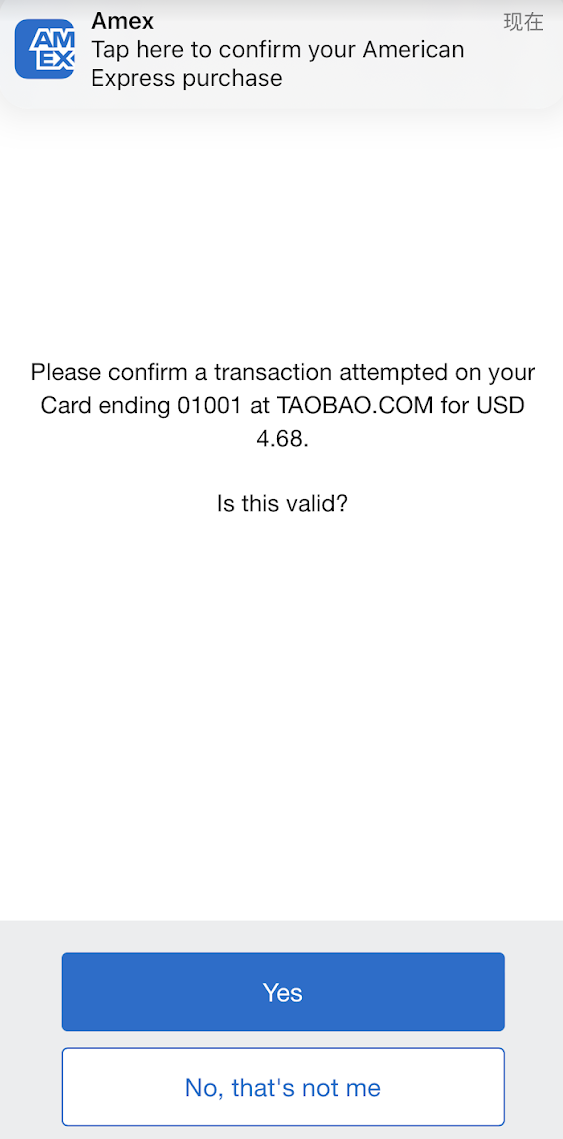 Amex
现在
Tap here to confirm your American
Express purchase
AM
EX
Please confirm a transaction attempted on your
Card ending 01001 at TAOBAO.COM for USD
4.68.
Is this valid?
Yes
No, that's not me